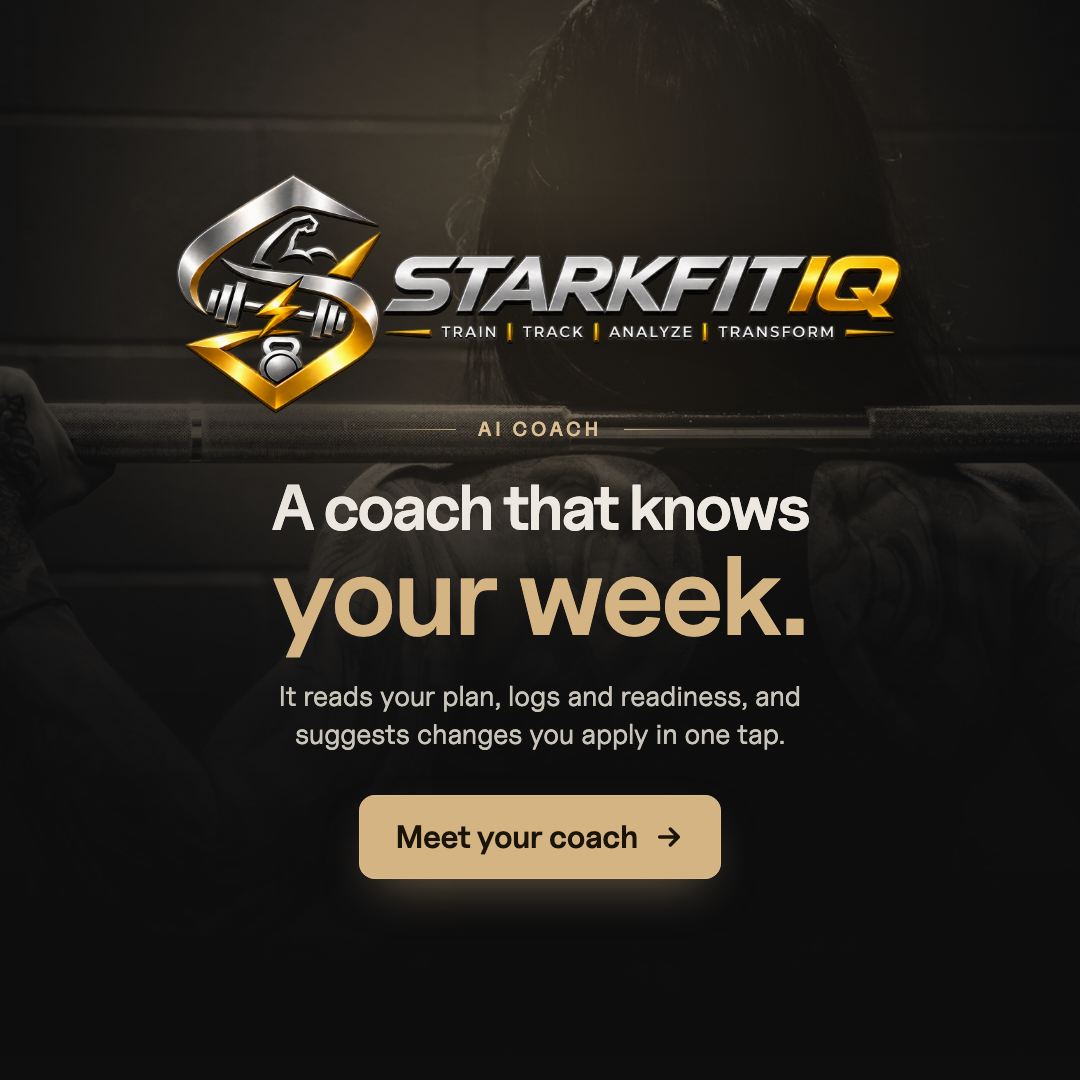 STARKFITIQ
TRAIN | TRACK | ANALYZE | TRANSFORM
AI COACH
A coach that knows
your week.
It reads your plan, logs and readiness, and
suggests changes you apply in one tap.
Meet your coach →